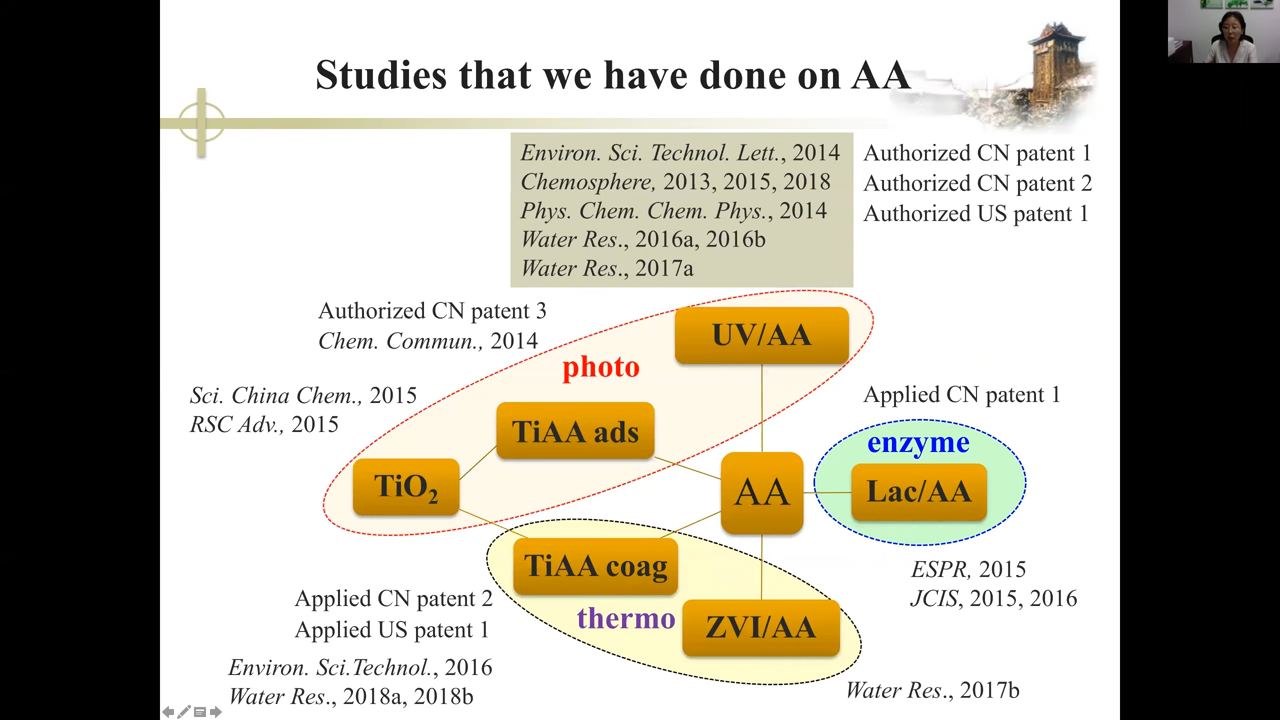 Studies that we have done on AA
Environ. Sci. Technol. Lett., 2014
Chemosphere, 2013, 2015, 2018
Phys. Chem. Chem. Phys., 2014
Water Res., 2016a, 2016b
Water Res., 2017a
Authorized CN patent 1
Authorized CN patent 2
Authorized US patent 1
Authorized CN patent 3
Chem. Commun., 2014
UV/AA
photo
Sci. China Chem., 2015
RSC Adv., 2015
Applied CN patent 1
TiAA ads
enzyme
TiO₂
AA
Lac/AA
TiAA coag
ESPR, 2015
JCIS, 2015, 2016
Applied CN patent 2
Applied US patent 1
thermo
ZVI/AA
Environ. Sci.Technol., 2016
Water Res., 2018a, 2018b
Water Res., 2017b